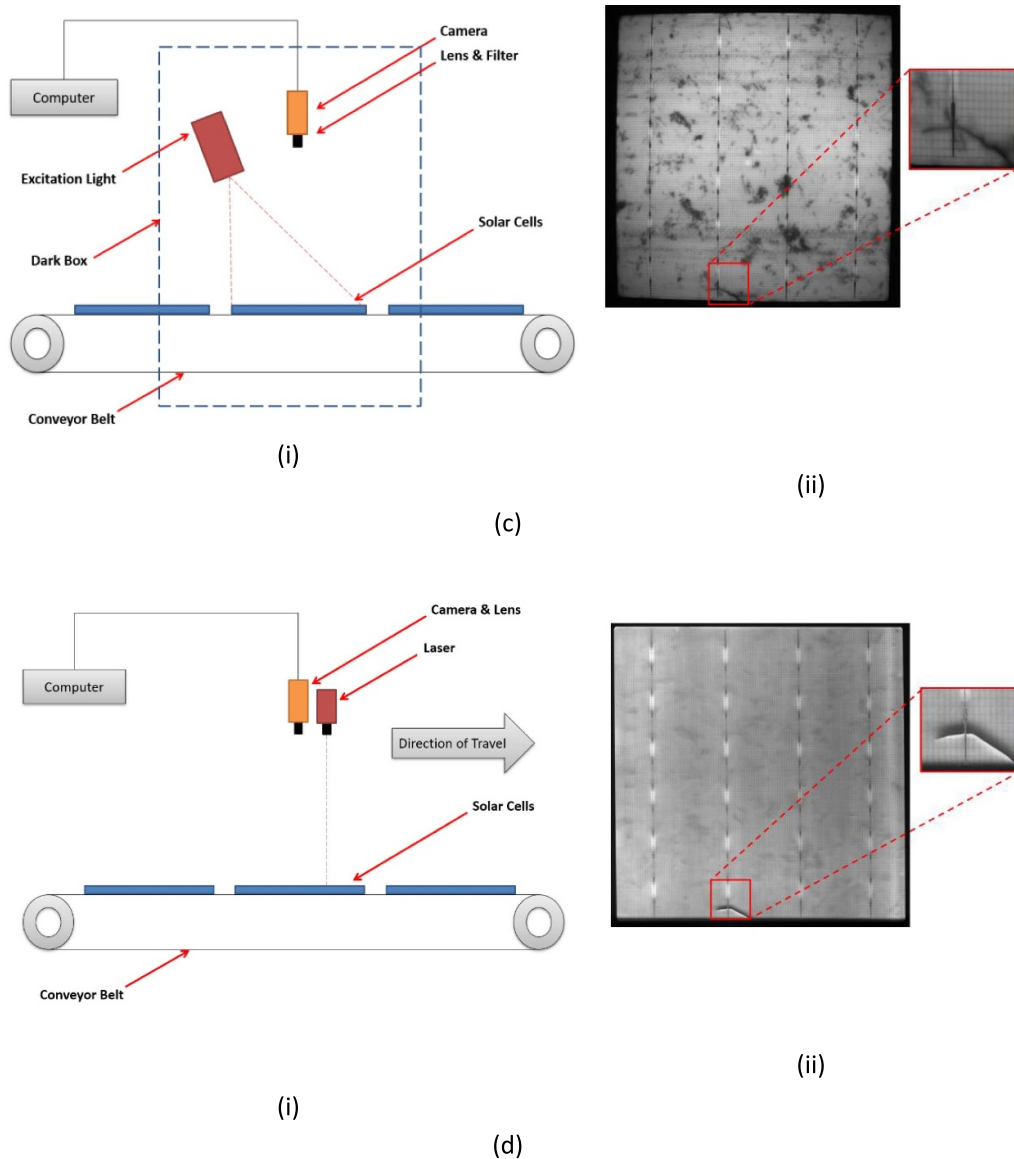 Camera
Lens & Filter
Computer
Excitation Light
Solar Cells
Dark Box
Conveyor Belt
(i)
(ii)
(c)
Camera & Lens
Laser
Computer
Direction of Travel
Solar Cells
Conveyor Belt
(ii)
(i)
(d)